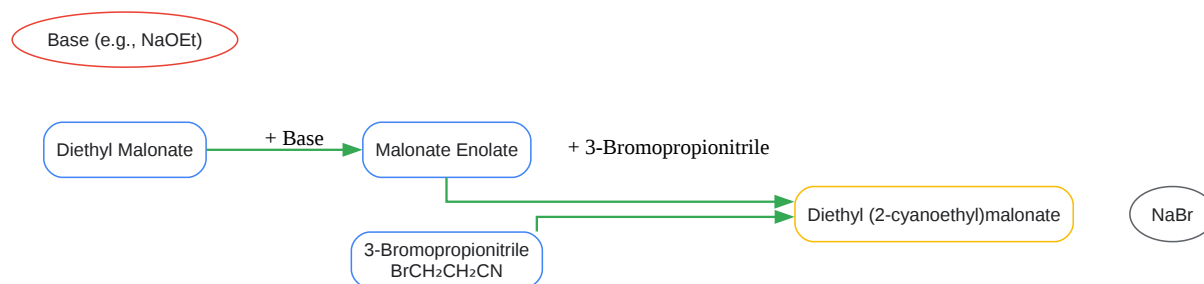 Base (e.g., NaOEt)
Diethyl Malonate
+ Base
Malonate Enolate
+ 3-Bromopropionitrile
Diethyl (2-cyanoethyl)malonate
NaBr
3-Bromopropionitrile
BrCH₂CH₂CN